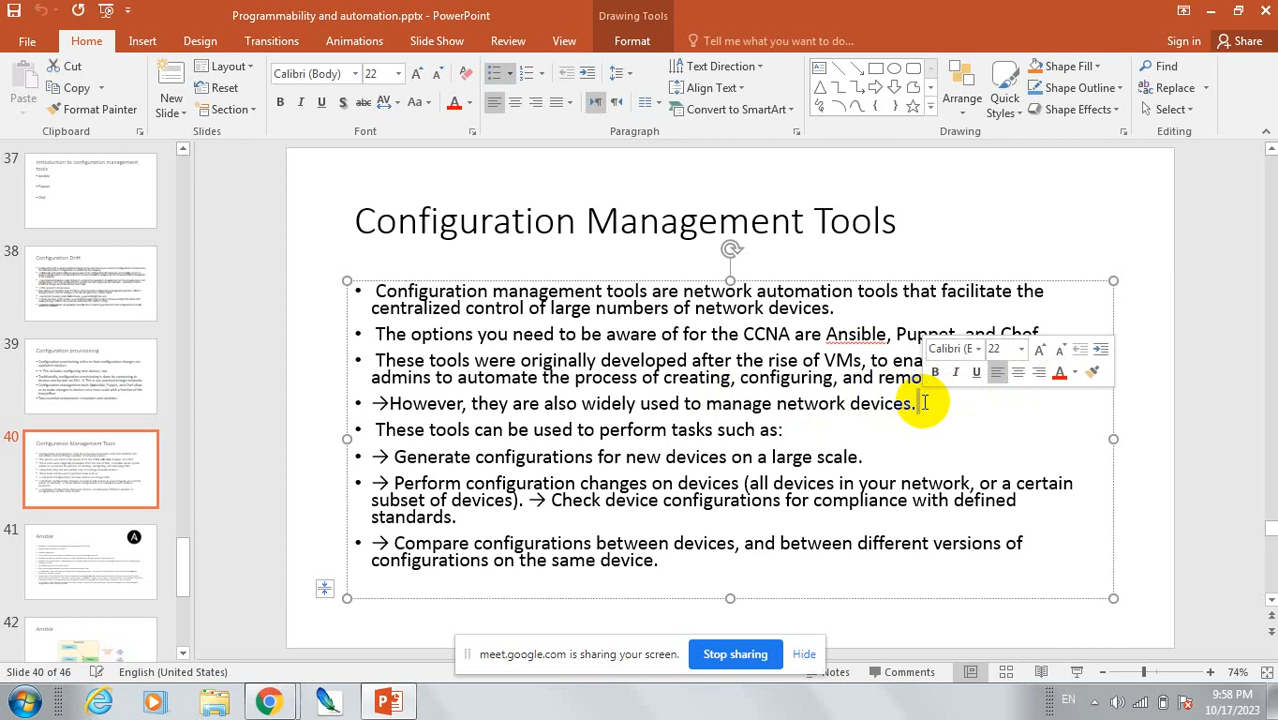 Programmability and automation.pptx - PowerPoint
Drawing Tools
File Home Insert Design Transitions Animations Slide Show Review View Format Tell me what you want to do... Sign in Share
Paste
Cut
Copy
Format Painter
Clipboard
New Slide
Layout
Reset
Section
Slides
Calibri (Body) 22
B I U S abc AV Aa A
Font
Text Direction
Align Text
Convert to SmartArt
Paragraph
Arrange
Quick Styles
Shape Fill
Shape Outline
Shape Effects
Drawing
Find
Replace
Select
Editing
37
Introduction to configuration management tools
Ansible
Puppet
Chef
38
Configuration Drift
39
Configuration provisioning
40
Configuration Management Tools
41
Ansible
A
42
Ansible
Configuration Management Tools
• Configuration management tools are network automation tools that facilitate the
centralized control of large numbers of network devices.
• The options you need to be aware of for the CCNA are Ansible, Puppet, and Chef.
• These tools were originally developed after the rise of VMs, to ena
admins to automate the process of creating, configuring, and remo
• →However, they are also widely used to manage network devices.
• These tools can be used to perform tasks such as:
• → Generate configurations for new devices on a large scale.
• → Perform configuration changes on devices (all devices in your network, or a certain
subset of devices). → Check device configurations for compliance with defined
standards.
• → Compare configurations between devices, and between different versions of
configurations on the same device.
Calibri (E 22
B I U A
meet.google.com is sharing your screen. Stop sharing Hide
Slide 40 of 46 English (United States) Notes Comments 74%
EN
9:58 PM
10/17/2023